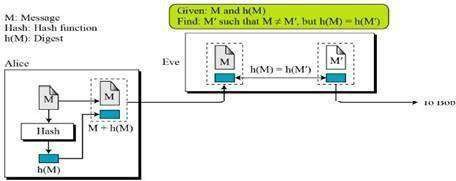 M: Message
Hash: Hash function
h(M): Digest
Given: M and h(M)
Find: M′ such that M ≠ M′, but h(M) = h(M′)
Alice
Eve
M
M
Hash
h(M)
M + h(M)
M
h(M) = h(M′)
M′
To Bob